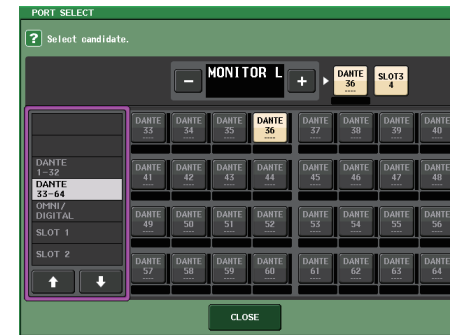 PORT SELECT
? Select candidate.
- MONITOR L +
DANTE 36 ----
SLOT3 4
DANTE 1-32
DANTE 33-64
OMNI/ DIGITAL
SLOT 1
SLOT 2
DANTE 33 ---- DANTE 34 ---- DANTE 35 ---- DANTE 36 ---- DANTE 37 ---- DANTE 38 ---- DANTE 39 ---- DANTE 40 ----
DANTE 41 ---- DANTE 42 ---- DANTE 43 ---- DANTE 44 ---- DANTE 45 ---- DANTE 46 ---- DANTE 47 ---- DANTE 48 ----
DANTE 49 ---- DANTE 50 ---- DANTE 51 ---- DANTE 52 ---- DANTE 53 ---- DANTE 54 ---- DANTE 55 ---- DANTE 56 ----
DANTE 57 ---- DANTE 58 ---- DANTE 59 ---- DANTE 60 ---- DANTE 61 ---- DANTE 62 ---- DANTE 63 ---- DANTE 64 ----
CLOSE